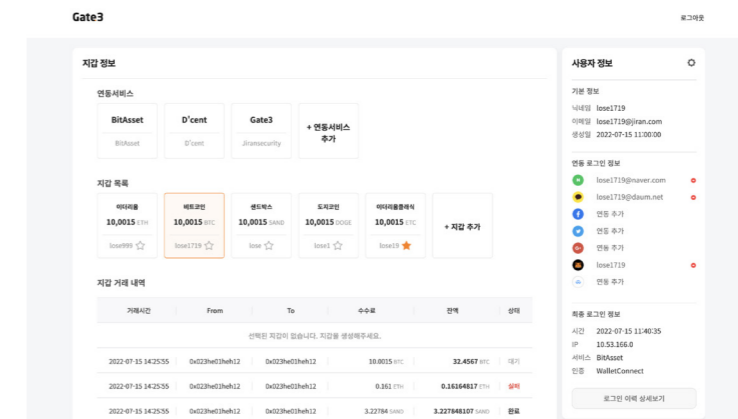 Gate3
로그아웃
지갑 정보
연동서비스
BitAsset
BitAsset
D'cent
D'cent
Gate3
Jiransecurity
+ 연동서비스
추가
지갑 목록
이더리움
10,0015 ETH
lose999
비트코인
10,0015 BTC
lose1719
샌드박스
10,0015 SAND
lose
도지코인
10,0015 DOGE
lose1
이더리움클래식
10,0015 ETC
lose19
+ 지갑 추가
지갑 거래 내역
거래시간 From To 수수료 잔액 상태
선택된 지갑이 없습니다. 지갑을 생성해주세요.
2022-07-15 14:25:55 0x023he01heh12 0x023he01heh12 10.0015 BTC 32.4567 BTC 대기
2022-07-15 14:25:55 0x023he01heh12 0x023he01heh12 0.161 ETH 0.16164817 ETH 실패
2022-07-15 14:25:55 0x023he01heh12 0x023he01heh12 3.22784 SAND 3.227848107 SAND 완료
사용자 정보
기본 정보
닉네임 lose1719
이메일 lose1719@jiran.com
생성일 2022-07-15 11:00:00
연동 로그인 정보
lose1719@naver.com
lose1719@daum.net
연동 추가
연동 추가
연동 추가
lose1719
연동 추가
최종 로그인 정보
시간 2022-07-15 11:40:35
IP 10.53.166.0
서비스 BitAsset
인증 WalletConnect
로그인 이력 상세보기